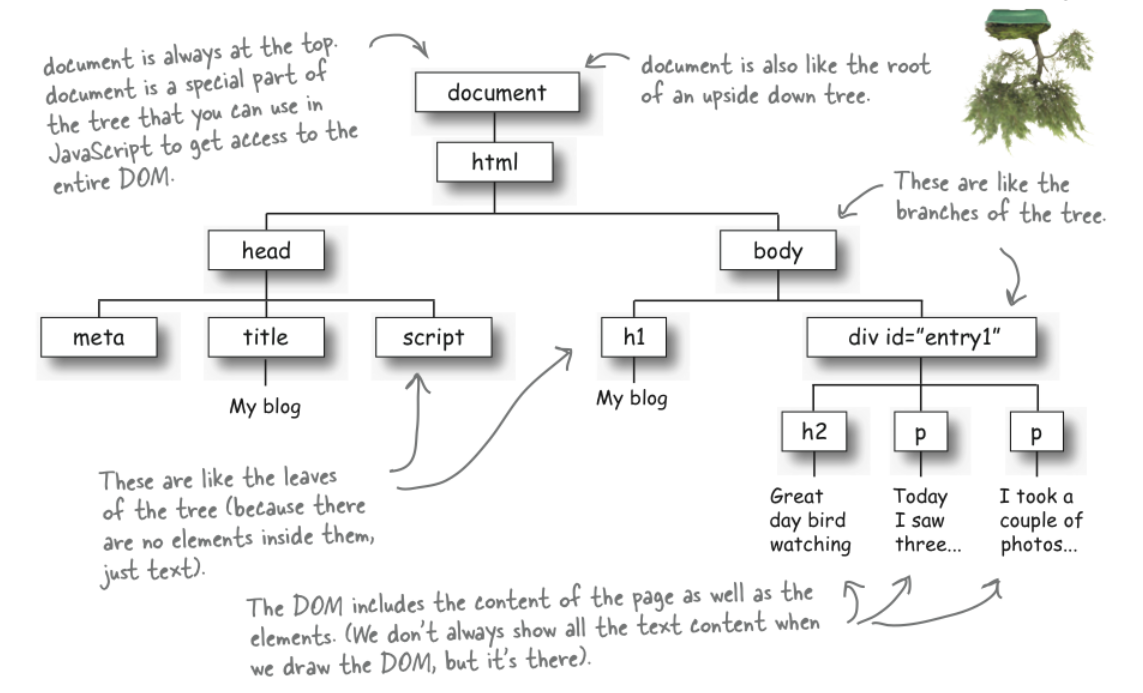 document is always at the top.
document is a special part of
the tree that you can use in
JavaScript to get access to the
entire DOM.
document is also like the root
of an upside down tree.
document
html
These are like the
branches of the tree.
head
body
meta
title
script
h1
div id="entry1"
My blog
My blog
h2
p
p
Great
day bird
watching
Today
I saw
three...
I took a
couple of
photos...
These are like the leaves
of the tree (because there
are no elements inside them,
just text).
The DOM includes the content of the page as well as the
elements. (We don't always show all the text content when
we draw the DOM, but it's there).